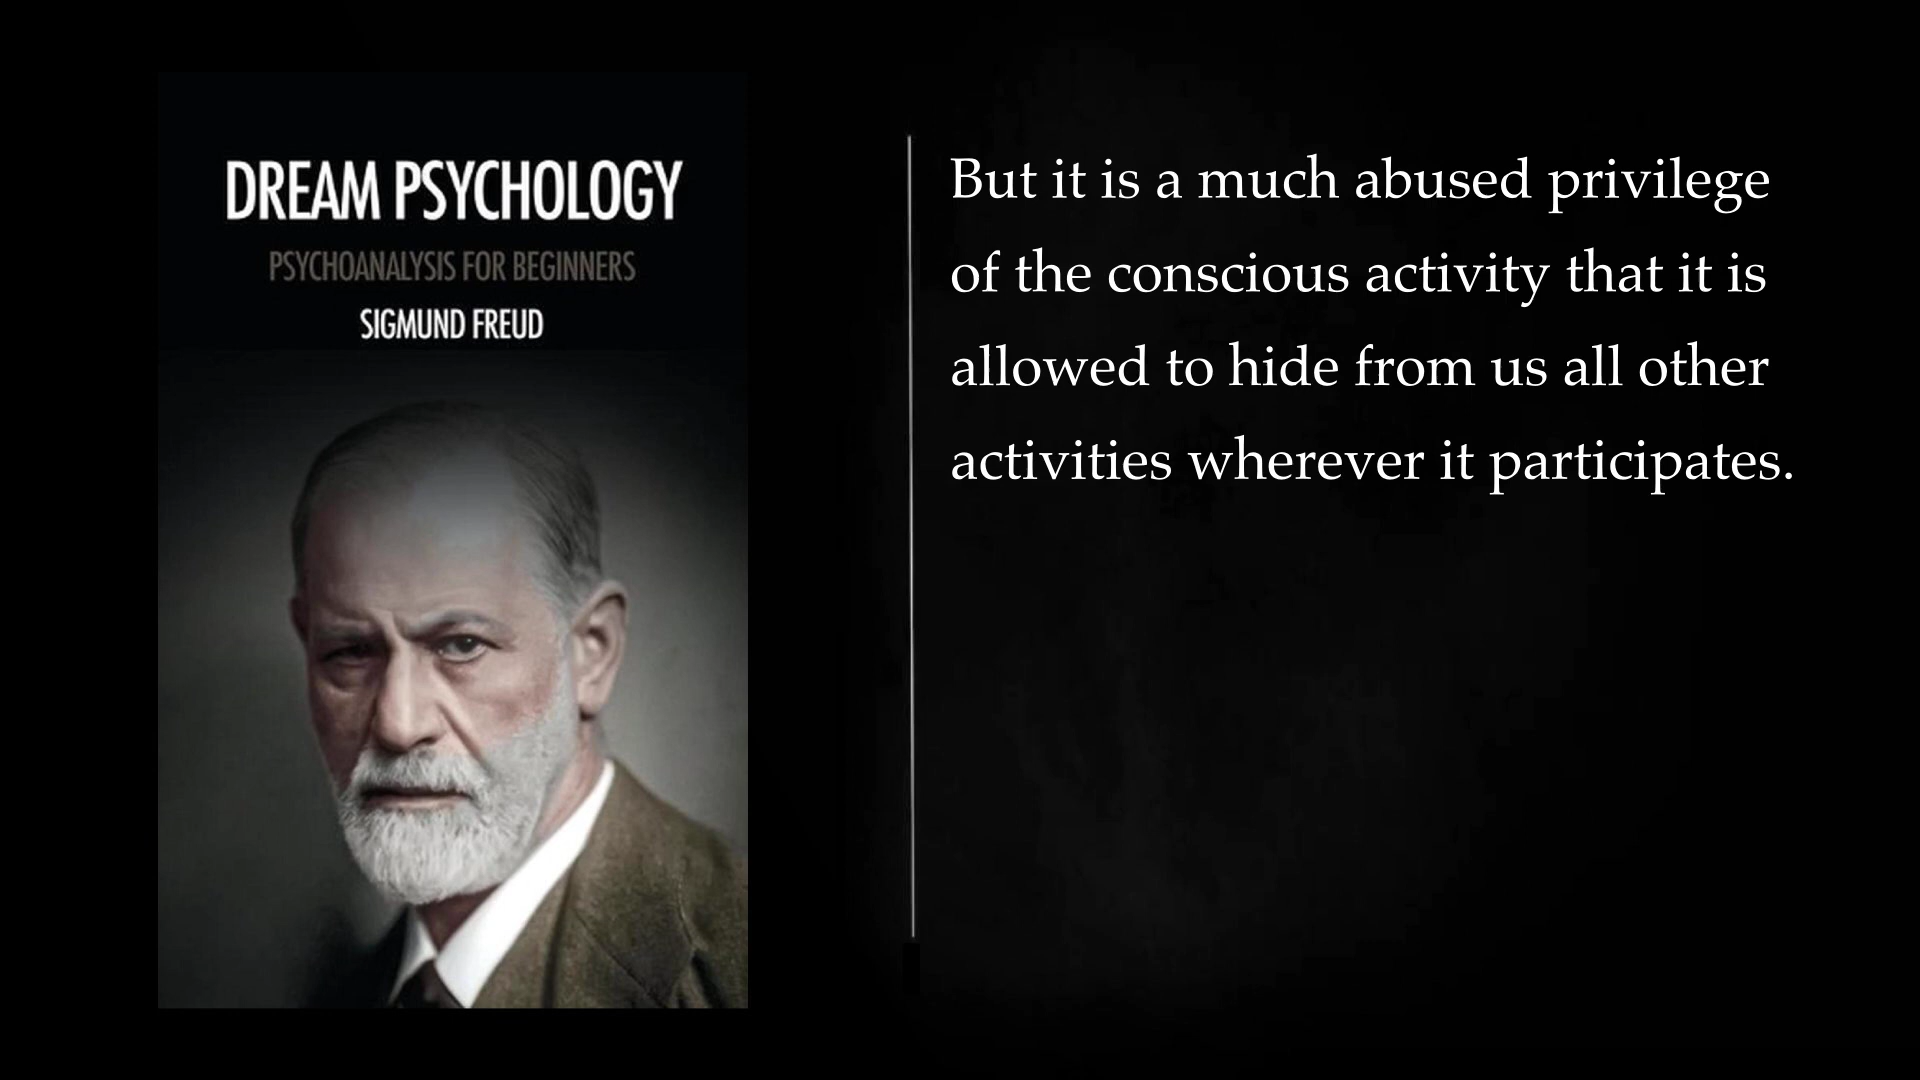 DREAM PSYCHOLOGY
PSYCHOANALYSIS FOR BEGINNERS
SIGMUND FREUD
But it is a much abused privilege
of the conscious activity that it is
allowed to hide from us all other
activities wherever it participates.